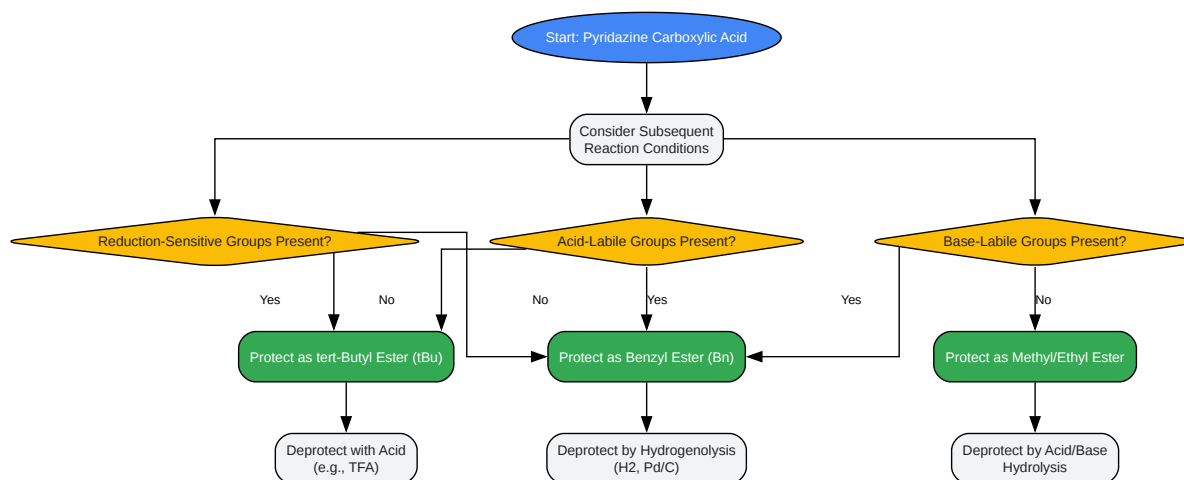 Start: Pyridazine Carboxylic Acid
Consider Subsequent
Reaction Conditions
Reduction-Sensitive Groups Present?
Acid-Labile Groups Present?
Base-Labile Groups Present?
Yes
No
No
Yes
Yes
No
Protect as tert-Butyl Ester (tBu)
Protect as Benzyl Ester (Bn)
Protect as Methyl/Ethyl Ester
Deprotect with Acid
(e.g., TFA)
Deprotect by Hydrogenolysis
(H2, Pd/C)
Deprotect by Acid/Base
Hydrolysis